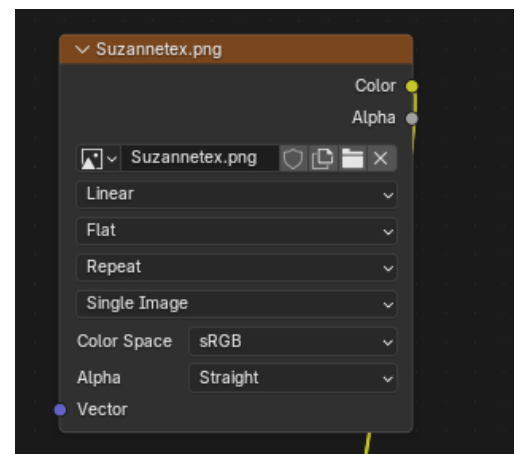 Suzannetex.png
Color
Alpha
Suzannetex.png
Linear
Flat
Repeat
Single Image
Color Space sRGB
Alpha Straight
Vector